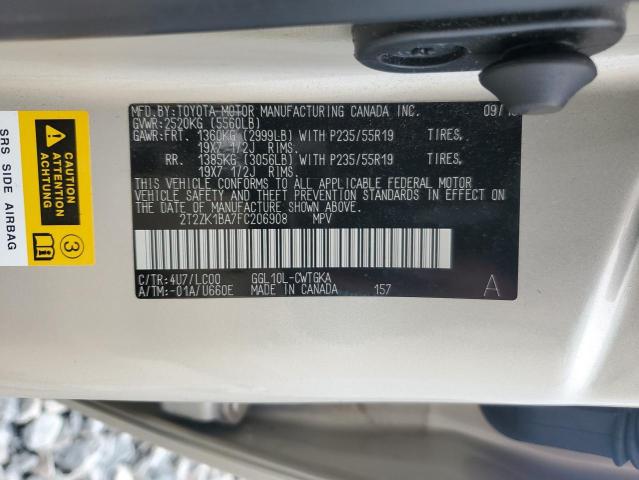 MFD.BY:TOYOTA MOTOR MANUFACTURING CANADA INC. 09/
GVWR:2520KG (5560LB)
GAWR:FRT. 1360KG (2999LB) WITH P235/55R19 TIRES,
19X7 1/2J RIMS.
RR. 1385KG (3056LB) WITH P235/55R19 TIRES,
19X7 1/2J RIMS.
THIS VEHICLE CONFORMS TO ALL APPLICABLE FEDERAL MOTOR
VEHICLE SAFETY AND THEFT PREVENTION STANDARDS IN EFFECT
ON THE DATE OF MANUFACTURE SHOWN ABOVE.
2T2ZK1BA7FC206908 MPV
C/TR:4U7/LC00 GGL10L-CWTGKA
A/TM:-01A/U660E MADE IN CANADA 157 A
CAUTION
ATTENTION
ACHTUNG
SRS SIDE AIRBAG
3